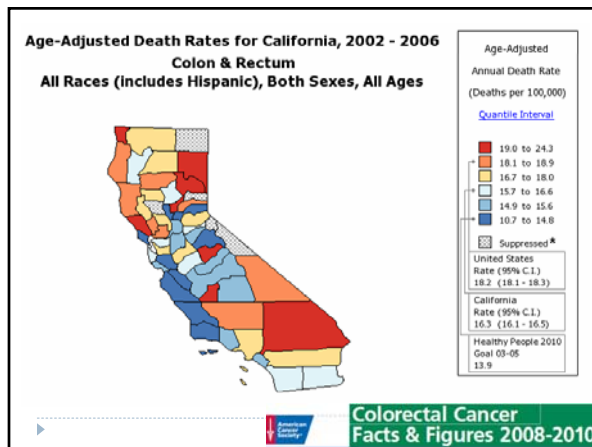 Age-Adjusted Death Rates for California, 2002 - 2006
Colon & Rectum
All Races (includes Hispanic), Both Sexes, All Ages
Age-Adjusted
Annual Death Rate
(Deaths per 100,000)
Quantile Interval
19.0 to 24.3
18.1 to 18.9
16.7 to 18.0
15.7 to 16.6
14.9 to 15.6
10.7 to 14.8
Suppressed *
United States
Rate (95% C.I.)
18.2 (18.1 - 18.3)
California
Rate (95% C.I.)
16.3 (16.1 - 16.5)
Healthy People 2010
Goal 03-05
13.9
American
Cancer
Society®
Colorectal Cancer
Facts & Figures 2008-2010